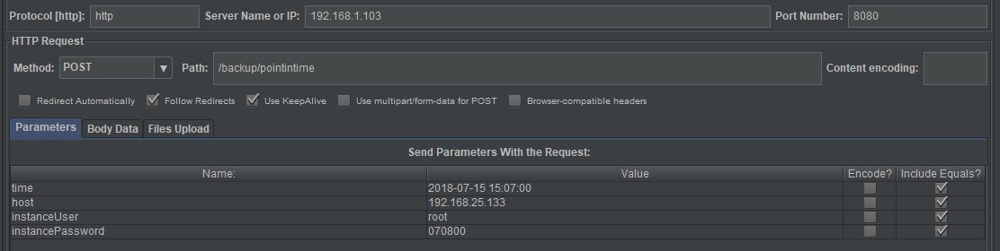 Protocol [http]: http Server Name or IP: 192.168.1.103 Port Number: 8080
HTTP Request
Method: POST Path: /backup/pointintime Content encoding:
Redirect Automatically Follow Redirects Use KeepAlive Use multipart/form-data for POST Browser-compatible headers
Parameters Body Data Files Upload
Send Parameters With the Request:
Name: Value Encode? Include Equals?
time 2018-07-15 15:07:00
host 192.168.25.133
instanceUser root
instancePassword 070800